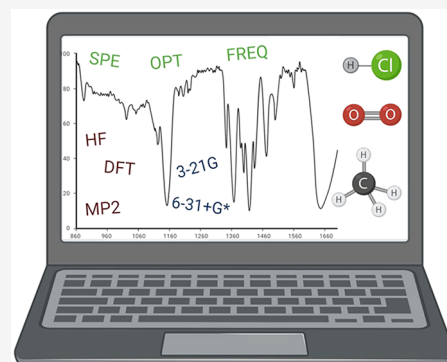 SPE OPT FREQ
H Cl
100
80
60
40
20
0
O O
HF
DFT
3-21G
MP2
6-31+G*
H
C
H H
H
860 960 1060 1160 1260 1360 1460 1560 1660